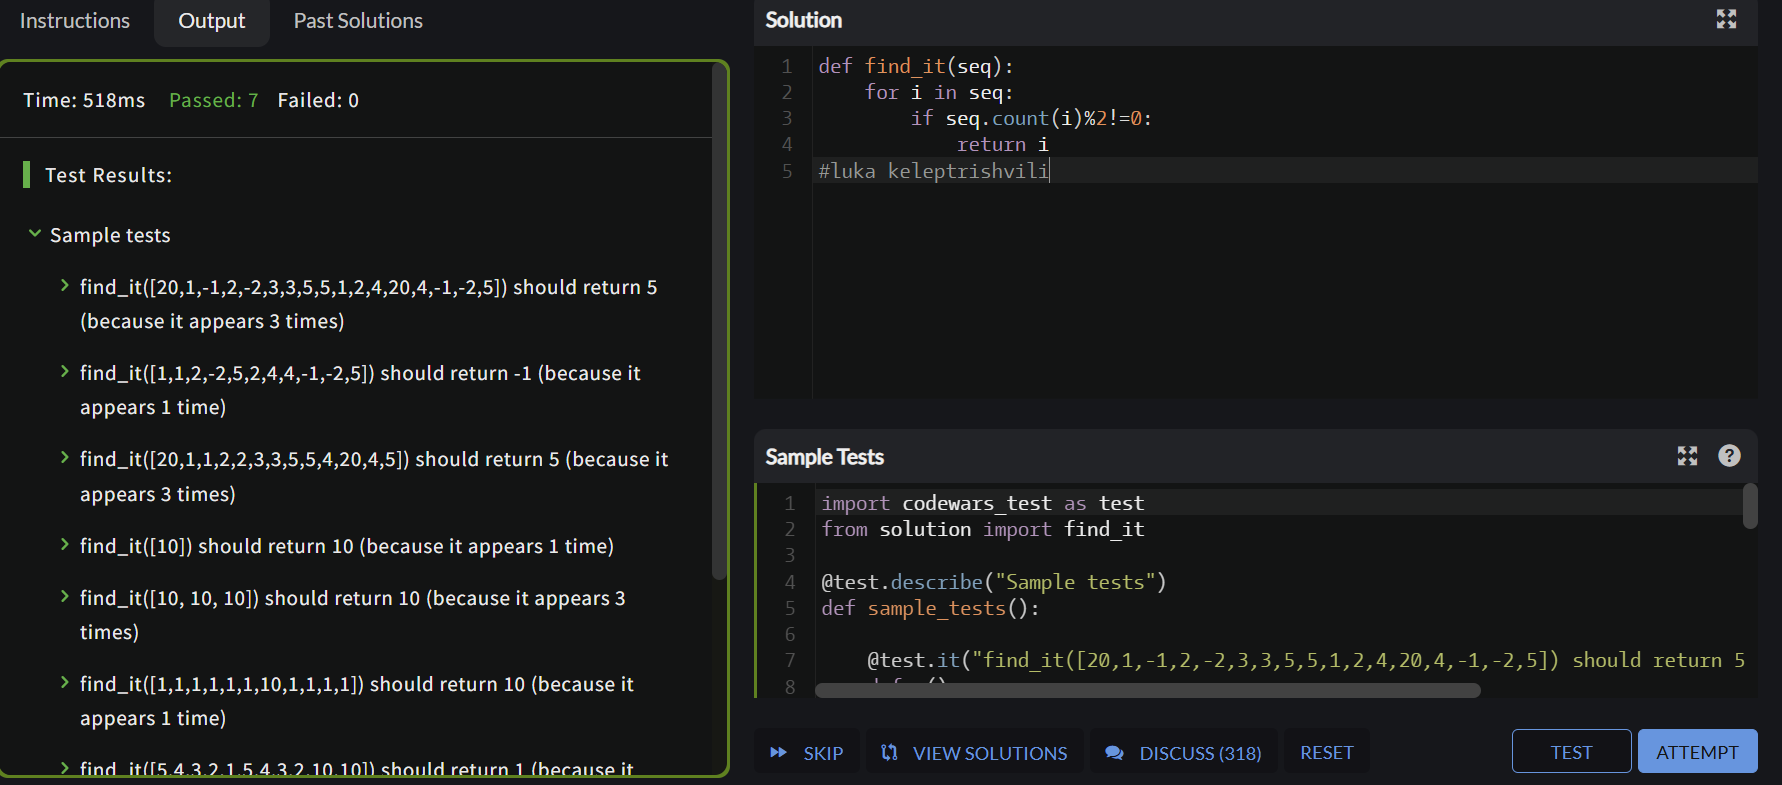 Instructions
Output
Past Solutions
Time: 518ms Passed: 7 Failed: 0
Test Results:
Sample tests
find_it([20,1,-1,2,-2,3,3,5,5,1,2,4,20,4,-1,-2,5]) should return 5
(because it appears 3 times)
find_it([1,1,2,-2,5,2,4,4,-1,-2,5]) should return -1 (because it
appears 1 time)
find_it([20,1,1,2,2,3,3,5,5,4,20,4,5]) should return 5 (because it
appears 3 times)
find_it([10]) should return 10 (because it appears 1 time)
find_it([10, 10, 10]) should return 10 (because it appears 3
times)
find_it([1,1,1,1,1,1,10,1,1,1,1]) should return 10 (because it
appears 1 time)
find_it([5,4,3,2,1,5,4,3,2,10,10]) should return 1 (because it
Solution
1 def find_it(seq):
2 for i in seq:
3 if seq.count(i)%2!=0:
4 return i
5 #luka keleptrishvili
Sample Tests
?
1 import codewars_test as test
2 from solution import find_it
3
4 @test.describe("Sample tests")
5 def sample_tests():
6
7 @test.it("find_it([20,1,-1,2,-2,3,3,5,5,1,2,4,20,4,-1,-2,5]) should return 5
8
SKIP
VIEW SOLUTIONS
DISCUSS (318)
RESET
TEST
ATTEMPT